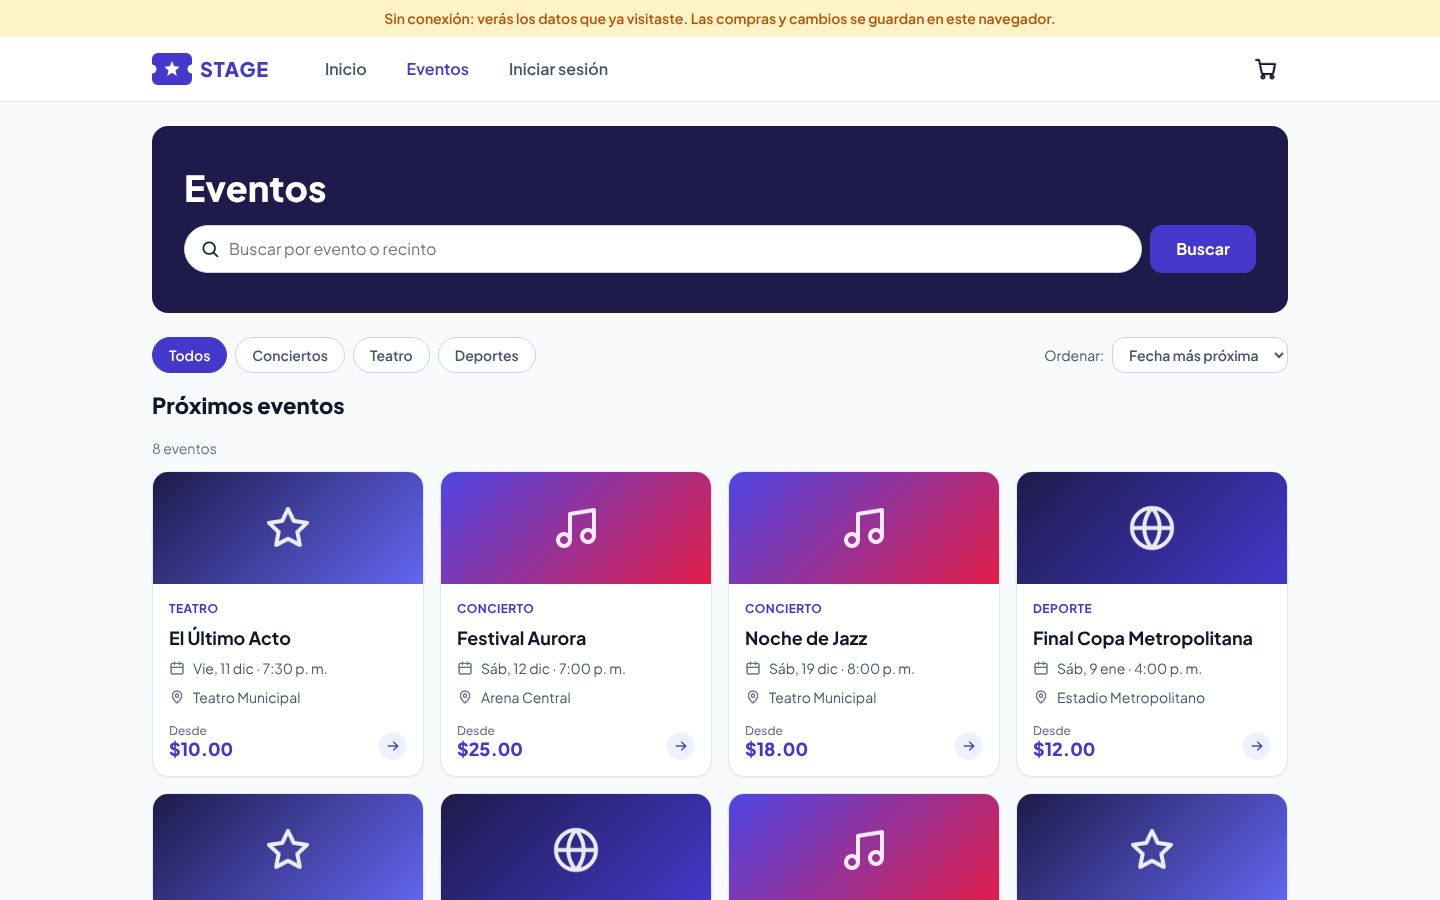 Sin conexión: verás los datos que ya visitaste. Las compras y cambios se guardan en este navegador.
STAGE
Inicio
Eventos
Iniciar sesión
Eventos
Buscar por evento o recinto
Buscar
Todos
Conciertos
Teatro
Deportes
Ordenar:
Fecha más próxima
Próximos eventos
8 eventos
TEATRO
El Último Acto
Vie, 11 dic · 7:30 p. m.
Teatro Municipal
Desde
$10.00
CONCIERTO
Festival Aurora
Sáb, 12 dic · 7:00 p. m.
Arena Central
Desde
$25.00
CONCIERTO
Noche de Jazz
Sáb, 19 dic · 8:00 p. m.
Teatro Municipal
Desde
$18.00
DEPORTE
Final Copa Metropolitana
Sáb, 9 ene · 4:00 p. m.
Estadio Metropolitano
Desde
$12.00